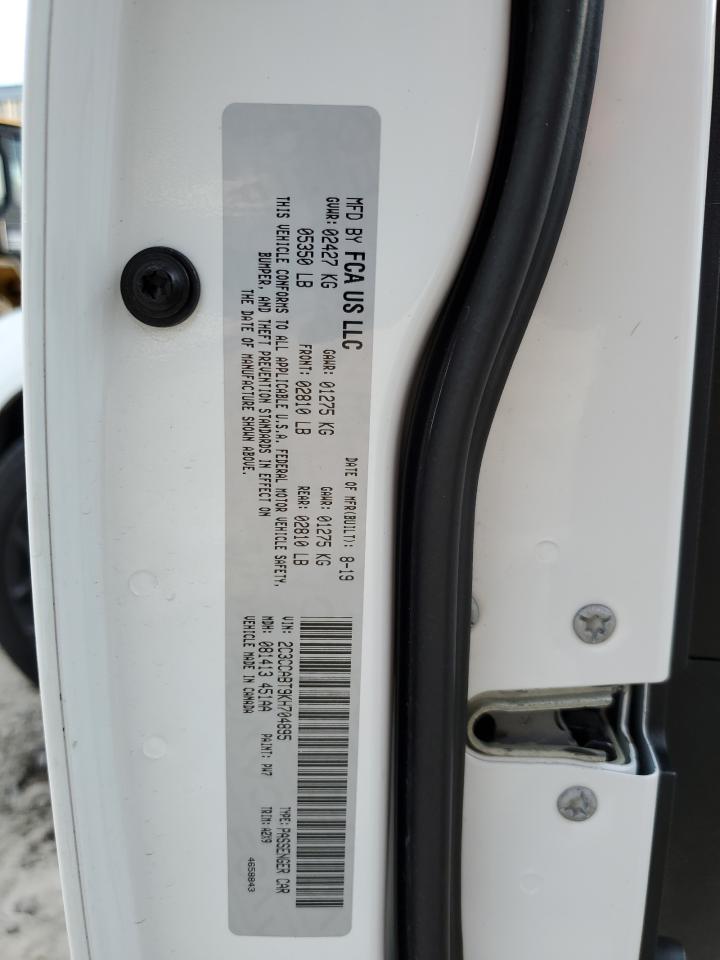 MFD BY FCA US LLC
DATE OF MFR(BUILT): 8-19
GVWR: 02427 KG
05350 LB
GAWR: 01275 KG
FRONT: 02810 LB
GAWR: 01275 KG
REAR: 02810 LB
THIS VEHICLE CONFORMS TO ALL APPLICABLE U.S.A. FEDERAL MOTOR VEHICLE SAFETY,
BUMPER, AND THEFT PREVENTION STANDARDS IN EFFECT ON
THE DATE OF MANUFACTURE SHOWN ABOVE.
VIN: 2C3CCABT9KH704895
TYPE: PASSENGER CAR
MDH: 081413 451AA
PAINT: PW7
TRIM: A2X9
VEHICLE MADE IN CANADA
4658843